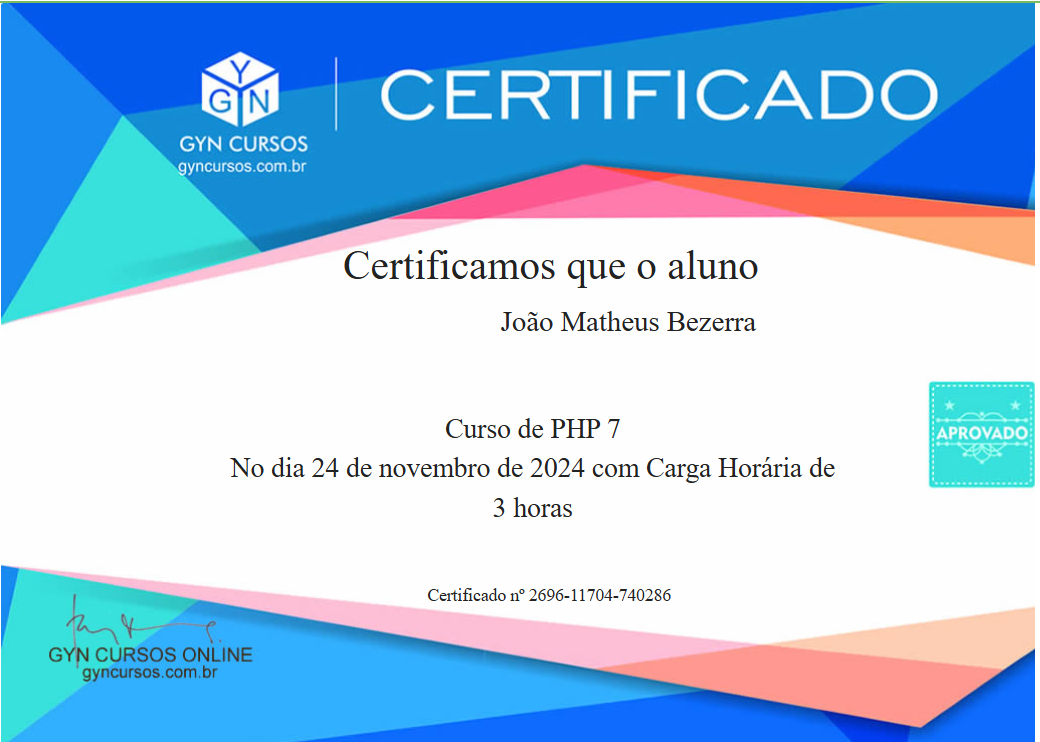 Y
G N
GYN CURSOS
gyncursos.com.br
CERTIFICADO
Certificamos que o aluno
João Matheus Bezerra
APROVADO
Curso de PHP 7
No dia 24 de novembro de 2024 com Carga Horária de
3 horas
Certificado nº 2696-11704-740286
GYN CURSOS ONLINE
gyncursos.com.br